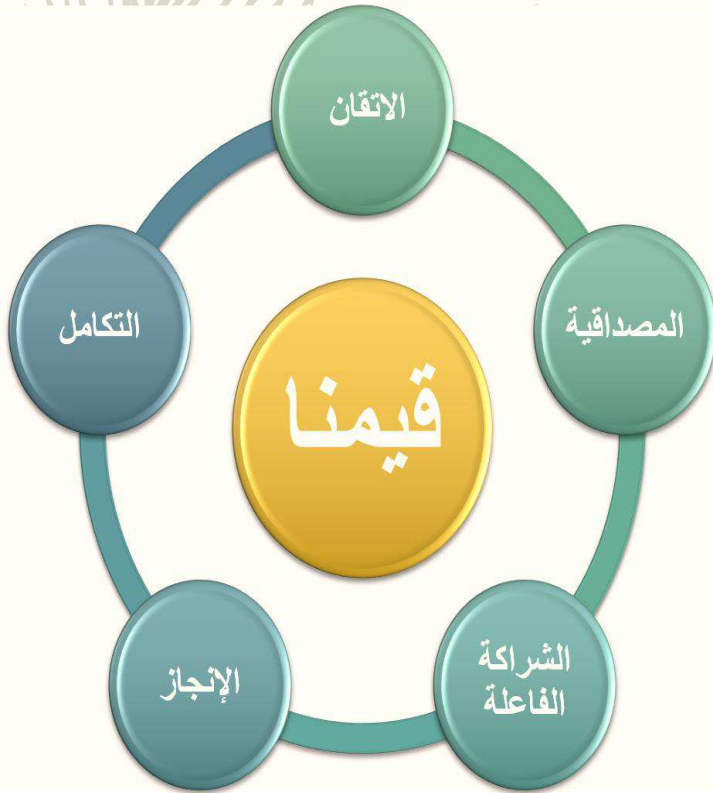 قيمنا
الاتقان
المصداقية
الشراكة
الفاعلة
الإنجاز
التكامل